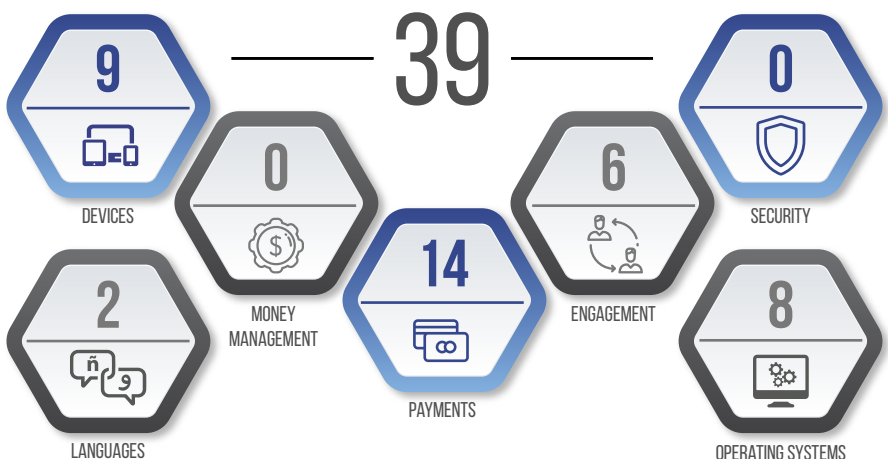 39
9
DEVICES
0
MONEY
MANAGEMENT
14
PAYMENTS
6
ENGAGEMENT
0
SECURITY
2
ñ
و
LANGUAGES
8
OPERATING SYSTEMS
$